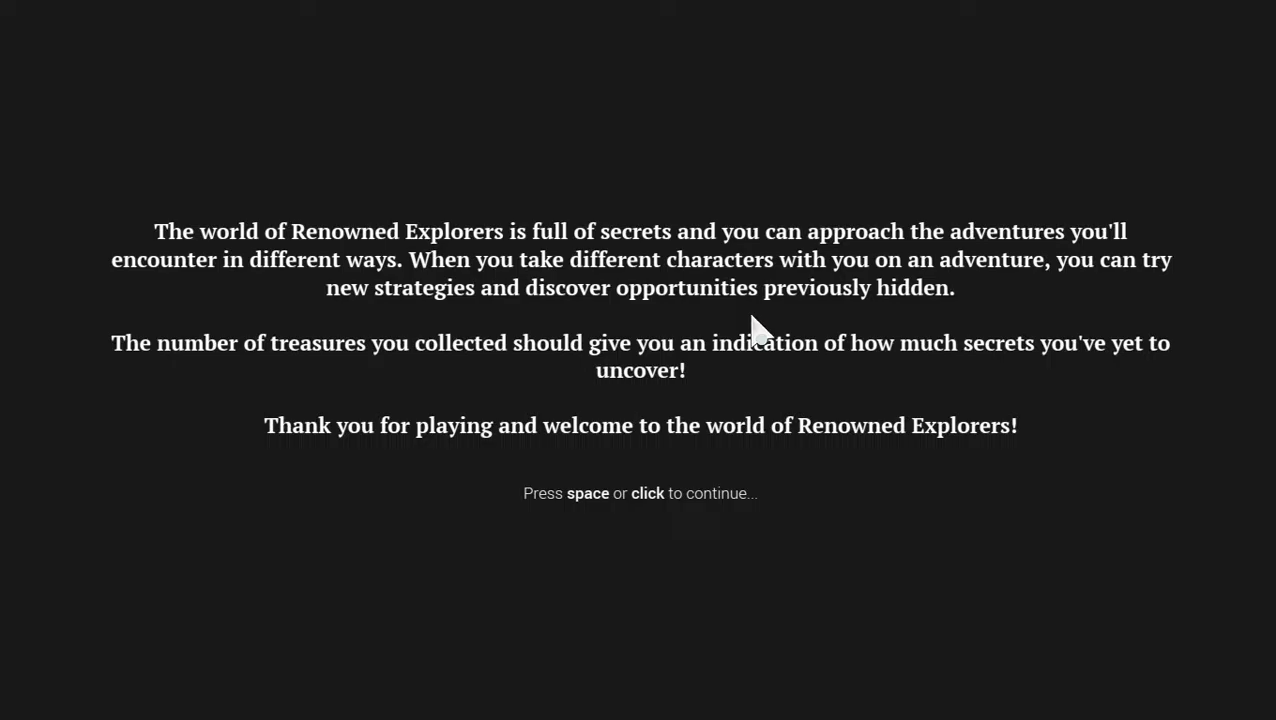 The world of Renowned Explorers is full of secrets and you can approach the adventures you'll
encounter in different ways. When you take different characters with you on an adventure, you can try
new strategies and discover opportunities previously hidden.
The number of treasures you collected should give you an indication of how much secrets you've yet to
uncover!
Thank you for playing and welcome to the world of Renowned Explorers!
Press space or click to continue...